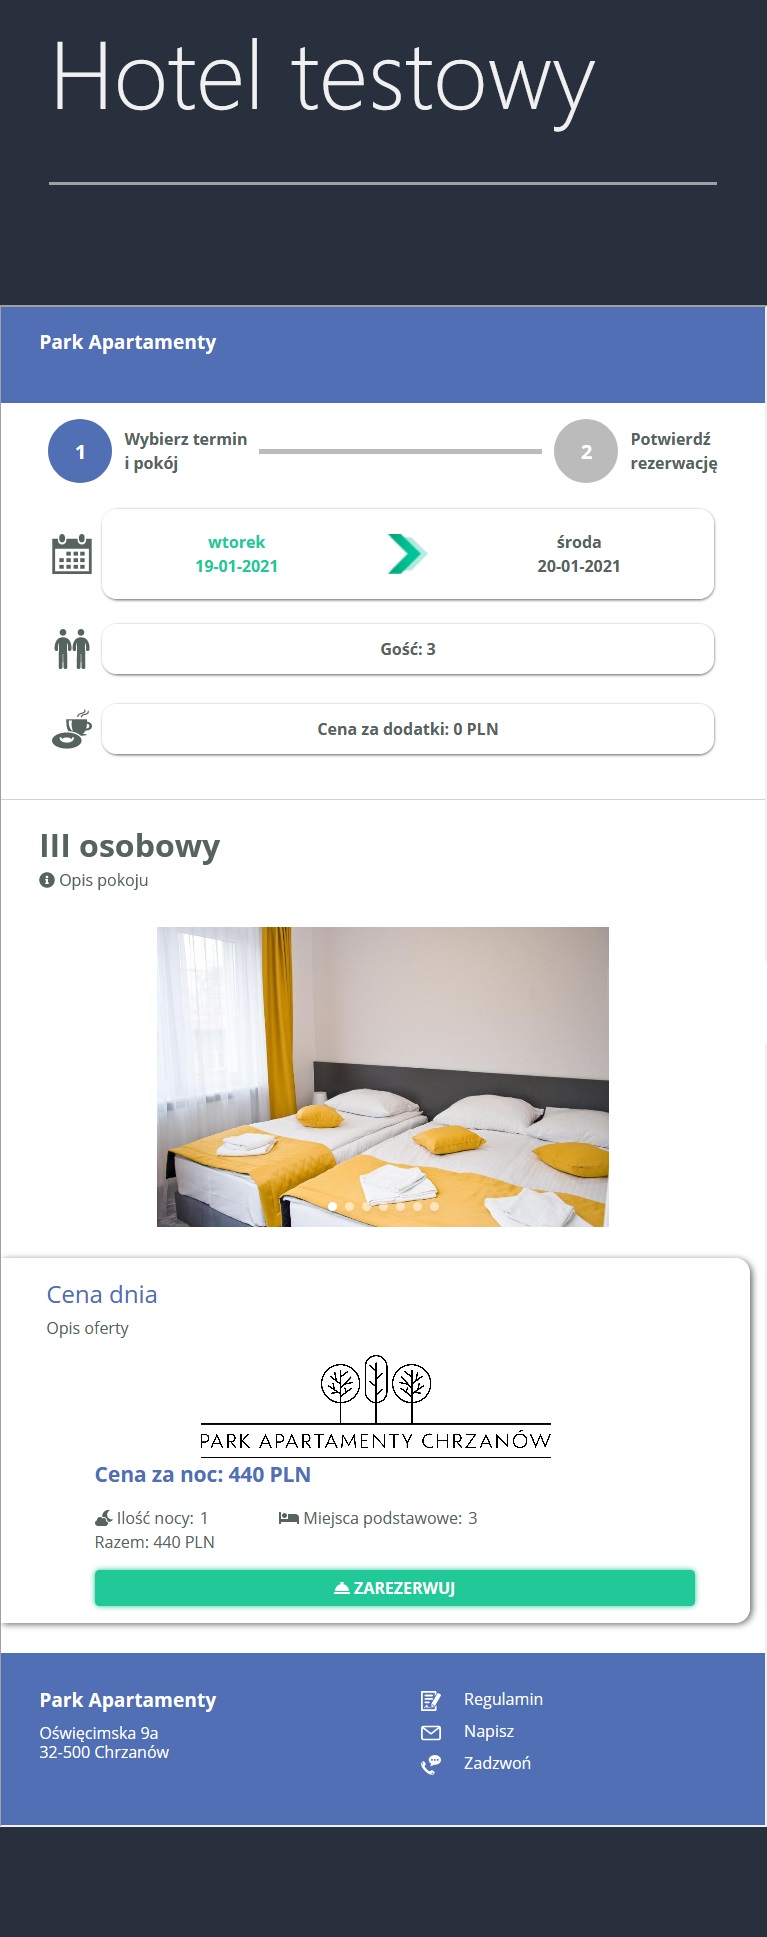 Hotel testowy
Park Apartamenty
1
Wybierz termin
i pokój
2
Potwierdź
rezerwację
wtorek
19-01-2021
środa
20-01-2021
Gość: 3
Cena za dodatki: 0 PLN
III osobowy
Opis pokoju
Cena dnia
Opis oferty
PARK APARTAMENTY CHRZANÓW
Cena za noc: 440 PLN
Ilość nocy: 1
Miejsca podstawowe: 3
Razem: 440 PLN
ZAREZERWUJ
Park Apartamenty
Oświęcimska 9a
32-500 Chrzanów
Regulamin
Napisz
Zadzwoń